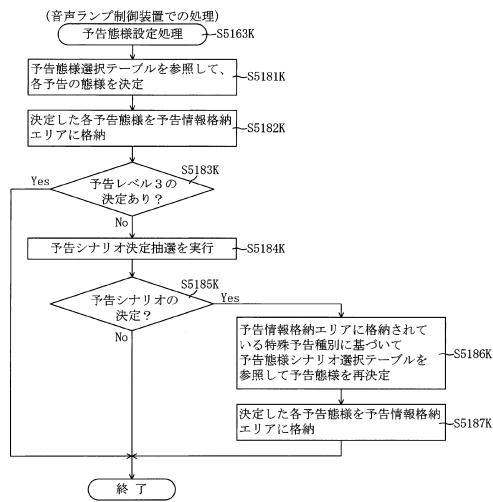 (音声ランプ制御装置での処理)
予告態様設定処理
S5163K
予告態様選択テーブルを参照して、
各予告の態様を決定
S5181K
決定した各予告態様を予告情報格納
エリアに格納
S5182K
S5183K
Yes
予告レベル3の
決定あり?
No
予告シナリオ決定抽選を実行
S5184K
S5185K
予告シナリオの
決定?
Yes
No
予告情報格納エリアに格納されて
いる特殊予告種別に基づいて
予告態様シナリオ選択テーブルを
参照して予告態様を再決定
S5186K
決定した各予告態様を予告情報格納
エリアに格納
S5187K
終了